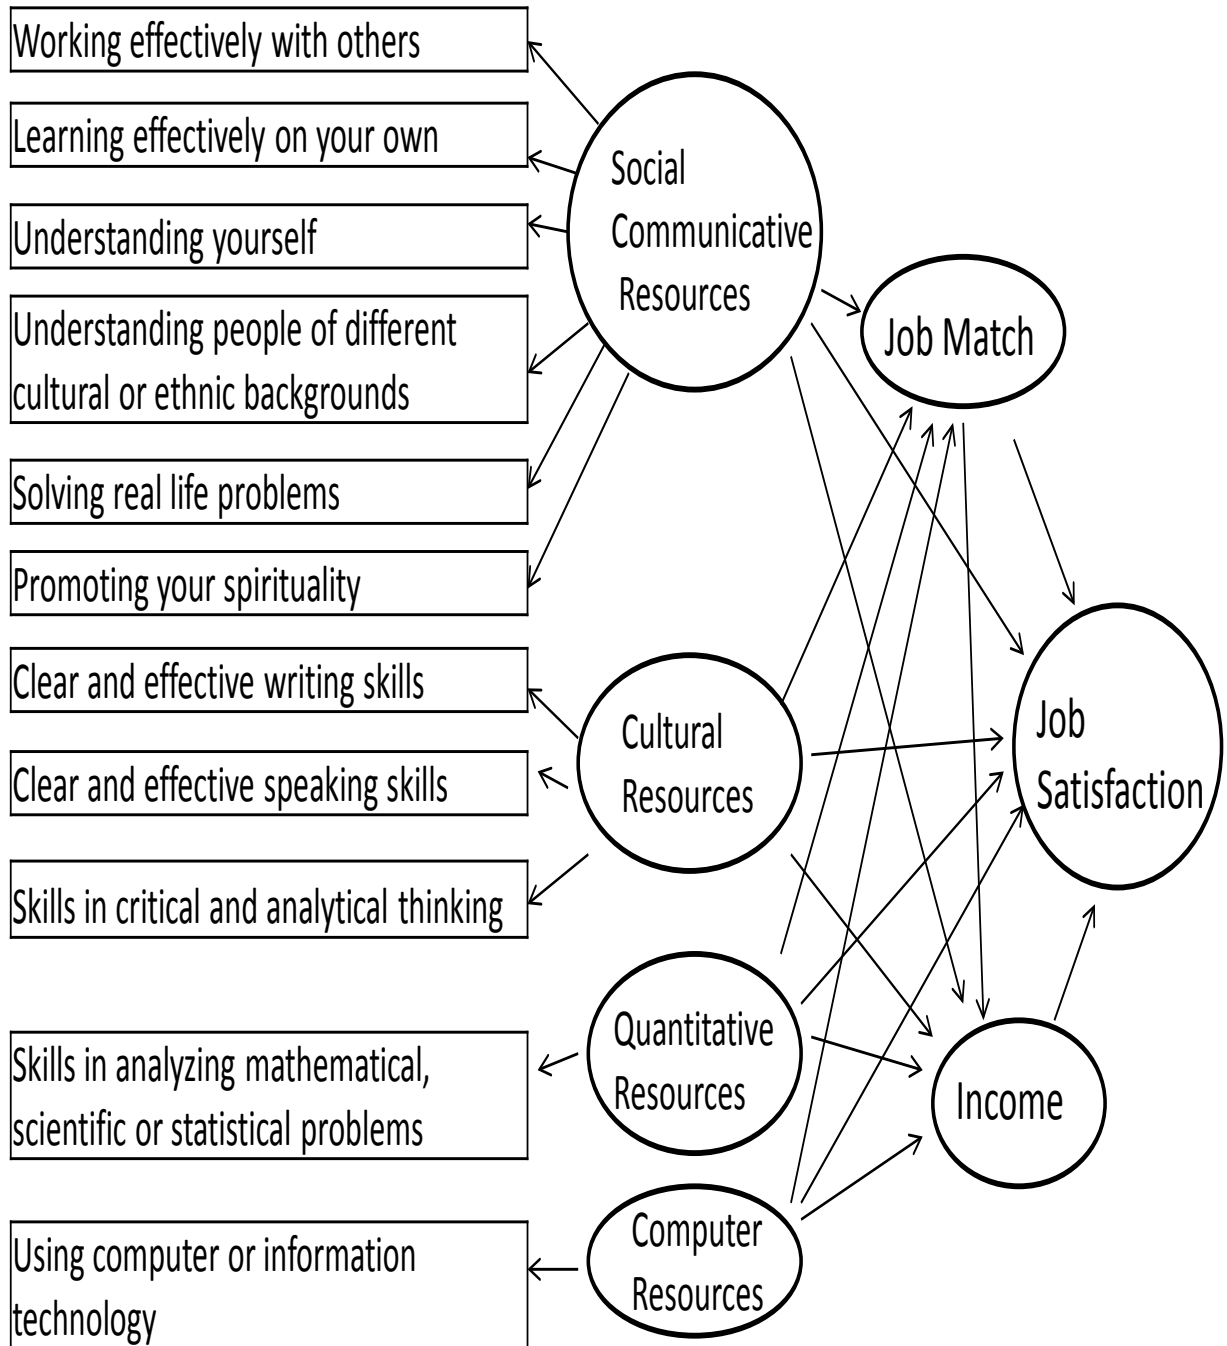 Working effectively with others
Learning effectively on your own
Understanding yourself
Understanding people of different
cultural or ethnic backgrounds
Solving real life problems
Promoting your spirituality
Clear and effective writing skills
Clear and effective speaking skills
Skills in critical and analytical thinking
Skills in analyzing mathematical,
scientific or statistical problems
Using computer or information
technology
Social
Communicative
Resources
Cultural
Resources
Quantitative
Resources
Computer
Resources
Job Match
Job
Satisfaction
Income